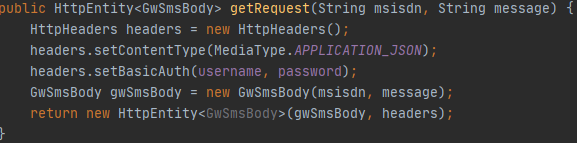 public HttpEntity<GwSmsBody> getRequest(String msisdn, String message) {
HttpHeaders headers = new HttpHeaders();
headers.setContentType(MediaType.APPLICATION_JSON);
headers.setBasicAuth(username, password);
GwSmsBody gwSmsBody = new GwSmsBody(msisdn, message);
return new HttpEntity<GwSmsBody>(gwSmsBody, headers);
}